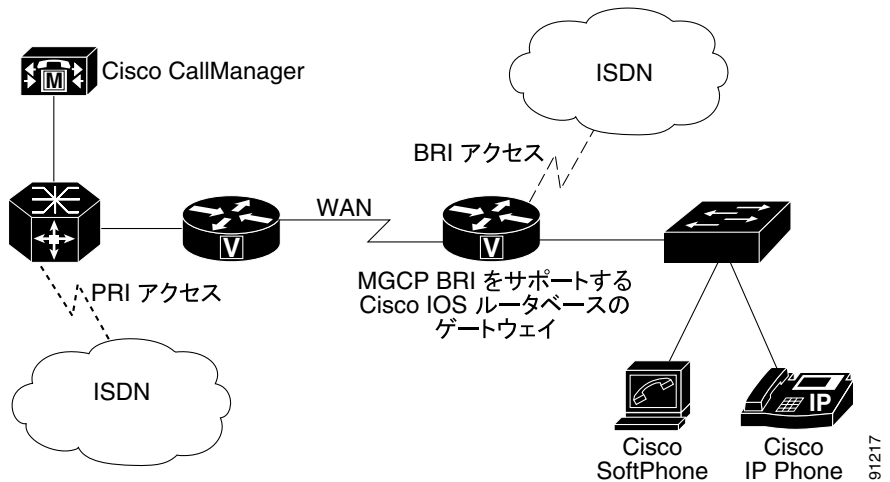 ISDN
M
Cisco CallManager
BRI アクセス
WAN
V
V
MGCP BRI をサポートする
Cisco IOS ルータベースの
ゲートウェイ
PRI アクセス
ISDN
IP
Cisco
SoftPhone
Cisco
IP Phone
91217